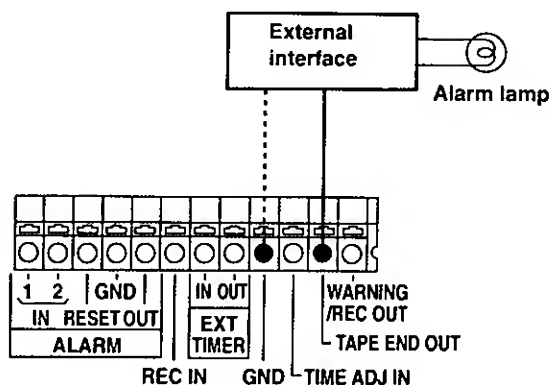 External
interface
Alarm lamp
1 2 GND IN OUT WARNING
/REC OUT
IN RESET OUT EXT
TIMER
TAPE END OUT
ALARM
REC IN GND TIME ADJ IN